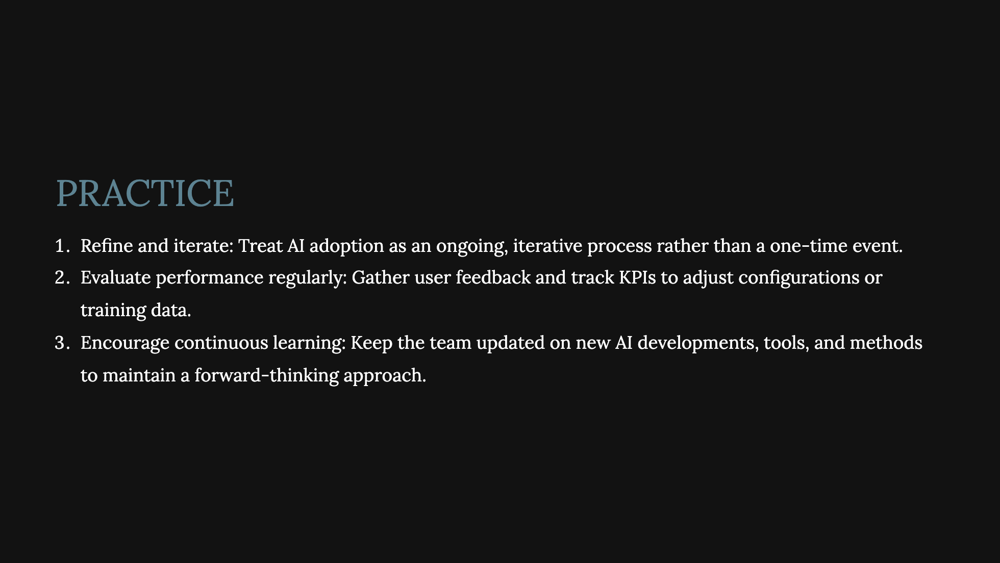 PRACTICE
1. Refine and iterate: Treat AI adoption as an ongoing, iterative process rather than a one-time event.
2. Evaluate performance regularly: Gather user feedback and track KPIs to adjust configurations or
training data.
3. Encourage continuous learning: Keep the team updated on new AI developments, tools, and methods
to maintain a forward-thinking approach.